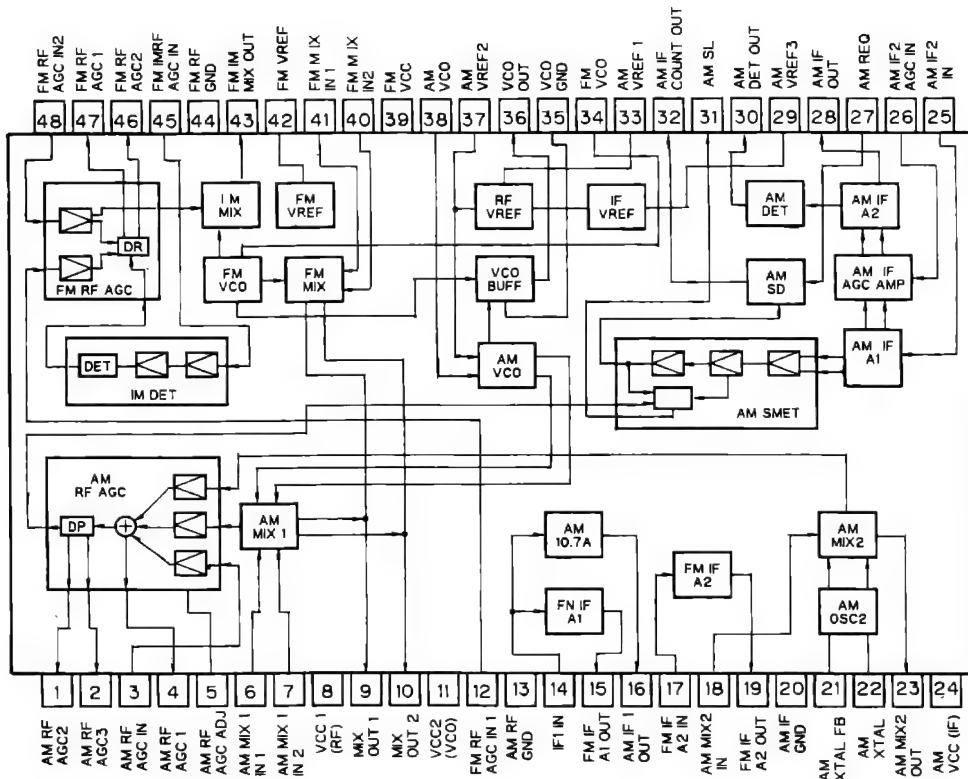 FM RF AGC IN2
FM RF AGC 1
FM RF AGC2
FM IMRF AGC IN
FM RF GND
FM IM MIX OUT
FM VREF
FM M IX IN 1
FM M IX IN2
FM VCC
AM VCO
AM VREF2
VCO OUT
VCO GND
FM VCO
AM VREF 1
AM IF COUNT OUT
AM SL
AM DET OUT
AM VREF3
AM IF OUT
AM REQ
AM IF2 AGC IN
AM IF2 IN
48 47 46 45 44 43 42 41 40 39 38 37 36 35 34 33 32 31 30 29 28 27 26 25
DR
FM RF AGC
I M MIX
FM VREF
FM VCO
FM MIX
RF VREF
IF VREF
VCO BUFF
AM VCO
AM DET
AM IF A2
AM SD
AM IF AGC AMP
AM IF A1
DET
IM DET
AM SMET
AM RF AGC
DP
AM MIX 1
AM 10.7A
FN IF A1
FM IF A2
AM MIX2
AM OSC2
1 2 3 4 5 6 7 8 9 10 11 12 13 14 15 16 17 18 19 20 21 22 23 24
AM RF AGC2
AM RF AGC3
AM RF AGC IN
AM RF AGC 1
AM RF AGC ADJ
AM MIX 1 IN 1
AM MIX 1 IN2
VCC 1 (RF)
MIX OUT 1
MIX OUT 2
VCC2 (VCO)
FM RF AGC IN 1
AM RF GND
IF1 IN
FM IF A1 OUT
AM IF 1 OUT
FM IF A2 IN
AM MIX2 IN
FM IF A2 OUT
AM IF GND
AM XTAL FB
AM XTAL
AM MIX2 OUT
AM VCC (IF)